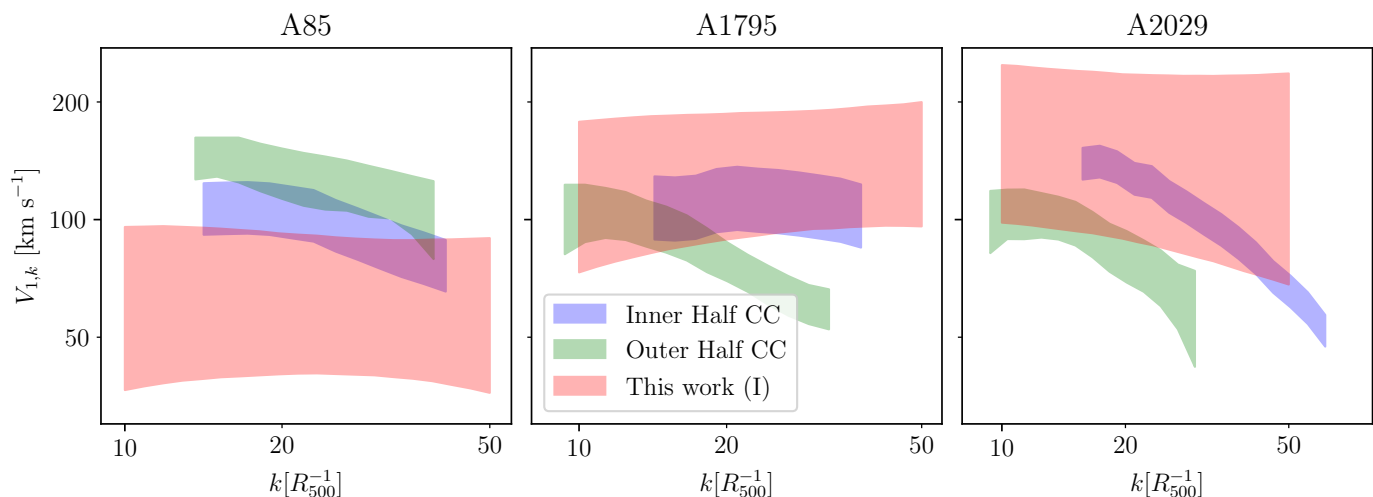 A85 A1795 A2029
V_{1,k} [km s^{-1}]
200
100
50
Inner Half CC
Outer Half CC
This work (I)
10 20 50 10 20 50 10 20 50
k[R_{500}^{-1}] k[R_{500}^{-1}] k[R_{500}^{-1}]